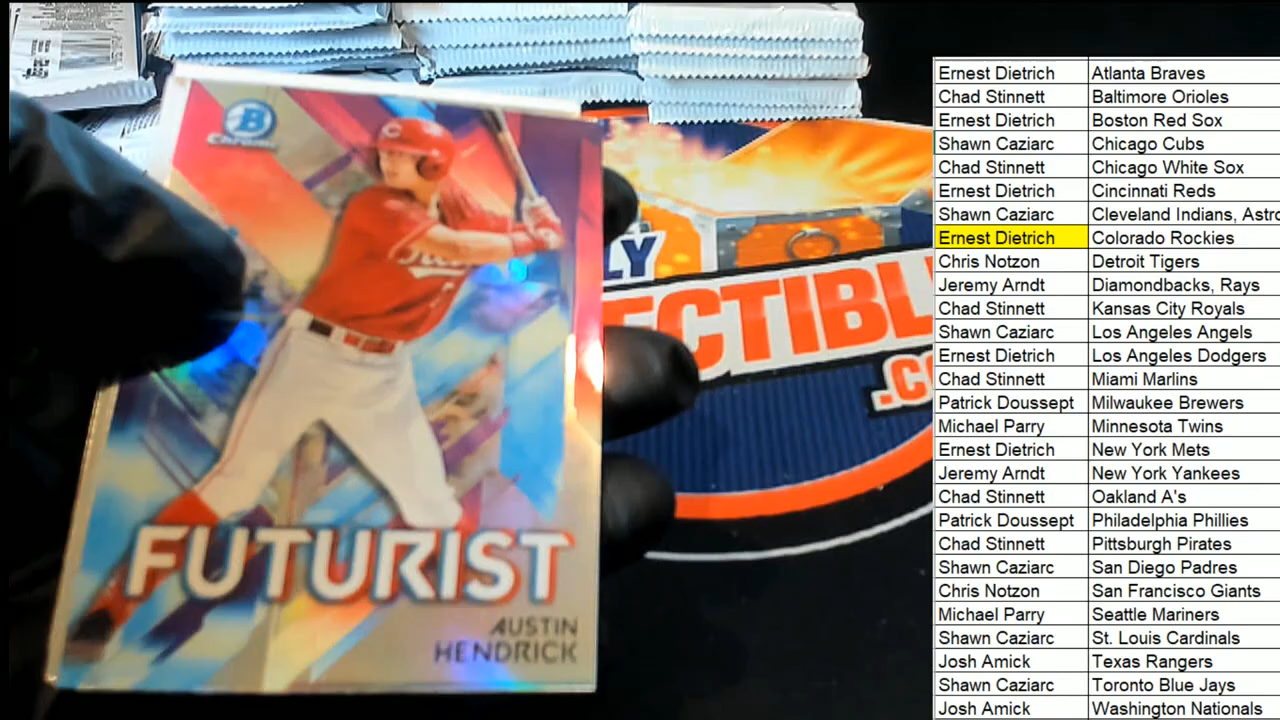 B
Chrome
C
FUTURIST
AUSTIN
HENDRICK
LY
ECTIBL
.C
Ernest Dietrich Atlanta Braves
Chad Stinnett Baltimore Orioles
Ernest Dietrich Boston Red Sox
Shawn Caziarc Chicago Cubs
Chad Stinnett Chicago White Sox
Ernest Dietrich Cincinnati Reds
Shawn Caziarc Cleveland Indians, Astro
Ernest Dietrich Colorado Rockies
Chris Notzon Detroit Tigers
Jeremy Arndt Diamondbacks, Rays
Chad Stinnett Kansas City Royals
Shawn Caziarc Los Angeles Angels
Ernest Dietrich Los Angeles Dodgers
Chad Stinnett Miami Marlins
Patrick Doussept Milwaukee Brewers
Michael Parry Minnesota Twins
Ernest Dietrich New York Mets
Jeremy Arndt New York Yankees
Chad Stinnett Oakland A's
Patrick Doussept Philadelphia Phillies
Chad Stinnett Pittsburgh Pirates
Shawn Caziarc San Diego Padres
Chris Notzon San Francisco Giants
Michael Parry Seattle Mariners
Shawn Caziarc St. Louis Cardinals
Josh Amick Texas Rangers
Shawn Caziarc Toronto Blue Jays
Josh Amick Washington Nationals